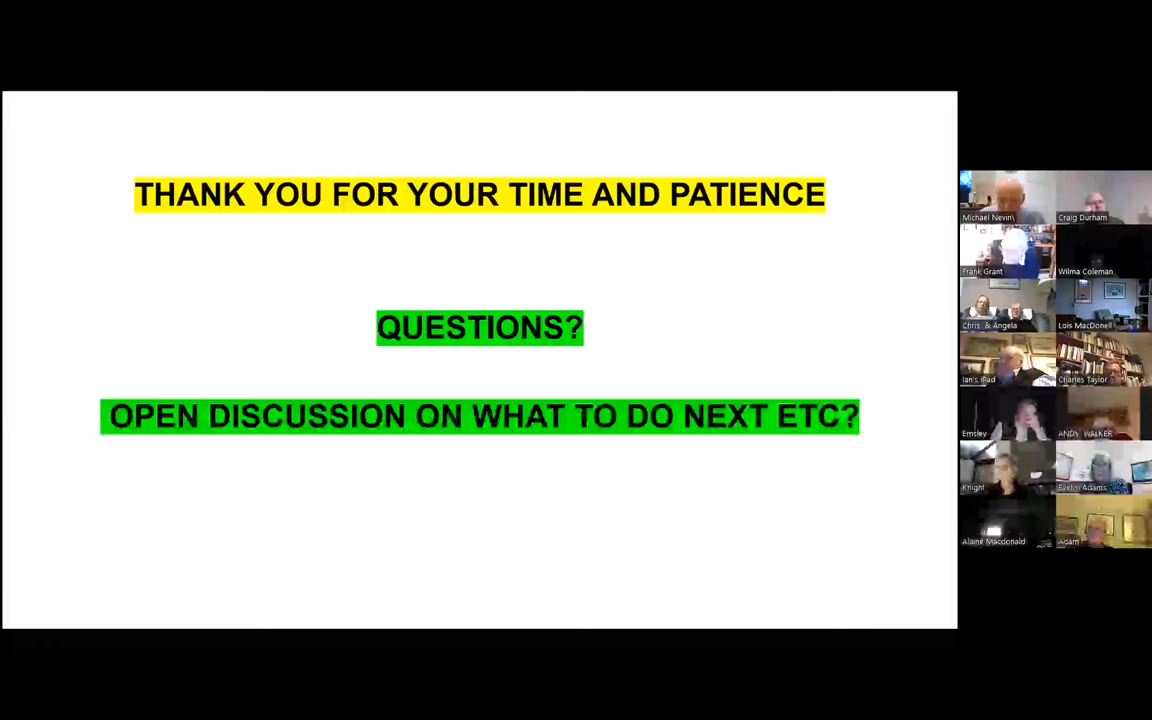 THANK YOU FOR YOUR TIME AND PATIENCE
QUESTIONS?
OPEN DISCUSSION ON WHAT TO DO NEXT ETC?
Michael Nevin\
Craig Durham
Frank Grant
Wilma Coleman
Chris & Angela
Lois MacDonell
Ian's iPad
Charles Taylor
Emsley
ANDY WALKER
Knight
Evelyn Adams
Alaine Macdonald
Adam